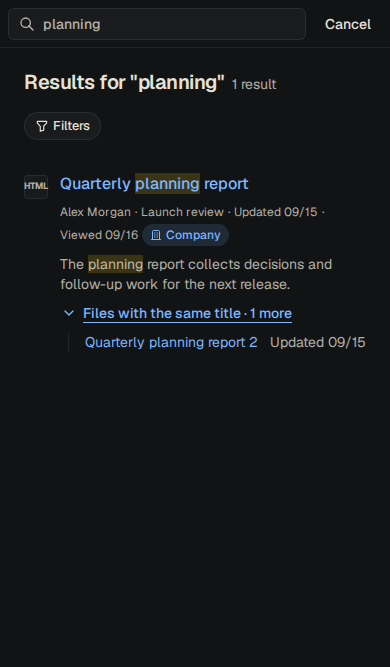 planning Cancel
Results for "planning" 1 result
Filters
HTML Quarterly planning report
Alex Morgan · Launch review · Updated 09/15 ·
Viewed 09/16 Company
The planning report collects decisions and
follow-up work for the next release.
Files with the same title · 1 more
Quarterly planning report 2 Updated 09/15